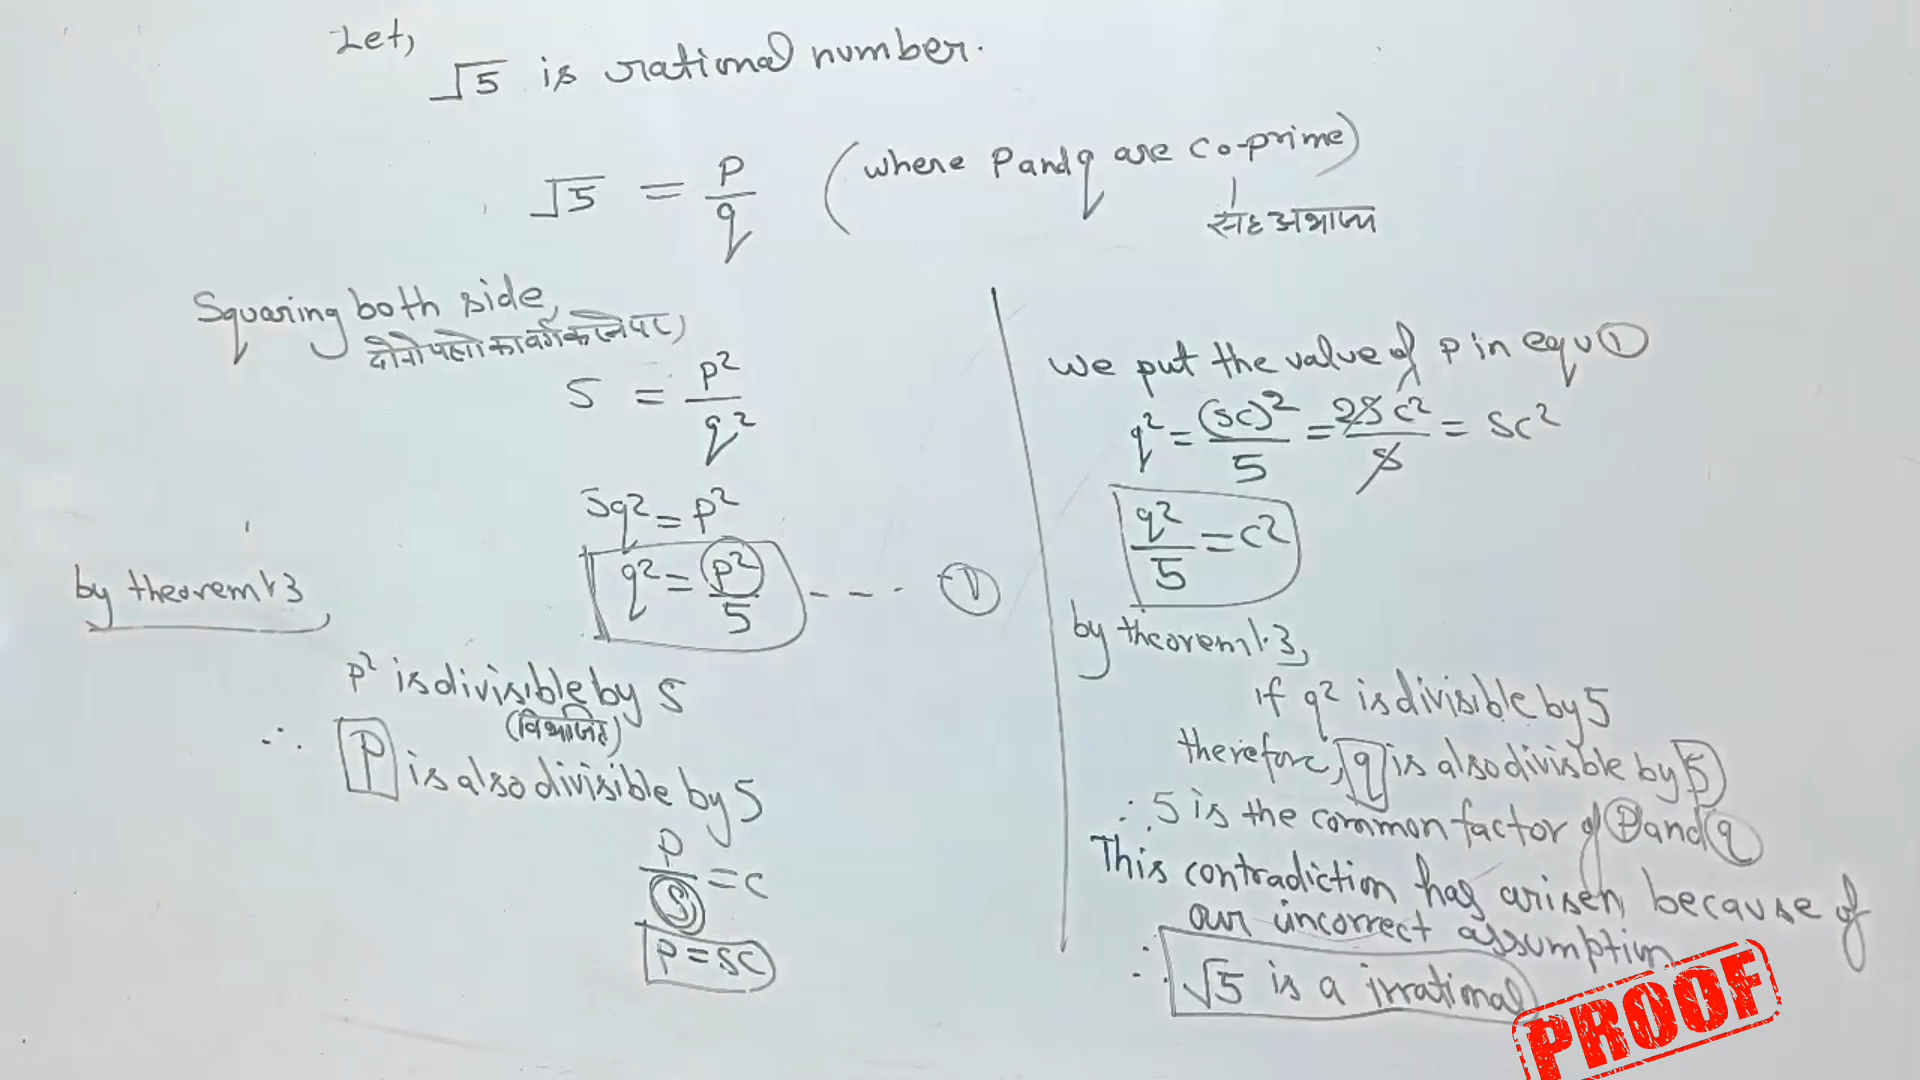 Let,
√5 is rational number.
√5 = p/q (where p and q are co-prime)
सह अभाज्य
Squaring both side,
दोनो पक्षो का वर्ग करने पर)
5 = p²/q²
5q² = p²
q² = p²/5 ---- ①
by theorem 1.3
p² is divisible by 5
(विभाजित)
∴ p is also divisible by 5
p/5 = c
p = 5c
we put the value of p in equ ①
q² = (5c)²/5 = 25c²/5 = 5c²
q²/5 = c²
by theorem 1.3,
if q² is divisible by 5
therefore, q is also divisible by 5
∴ 5 is the common factor of p and q
This contradiction has arisen because of
our incorrect assumption
∴ √5 is a irrational
PROOF